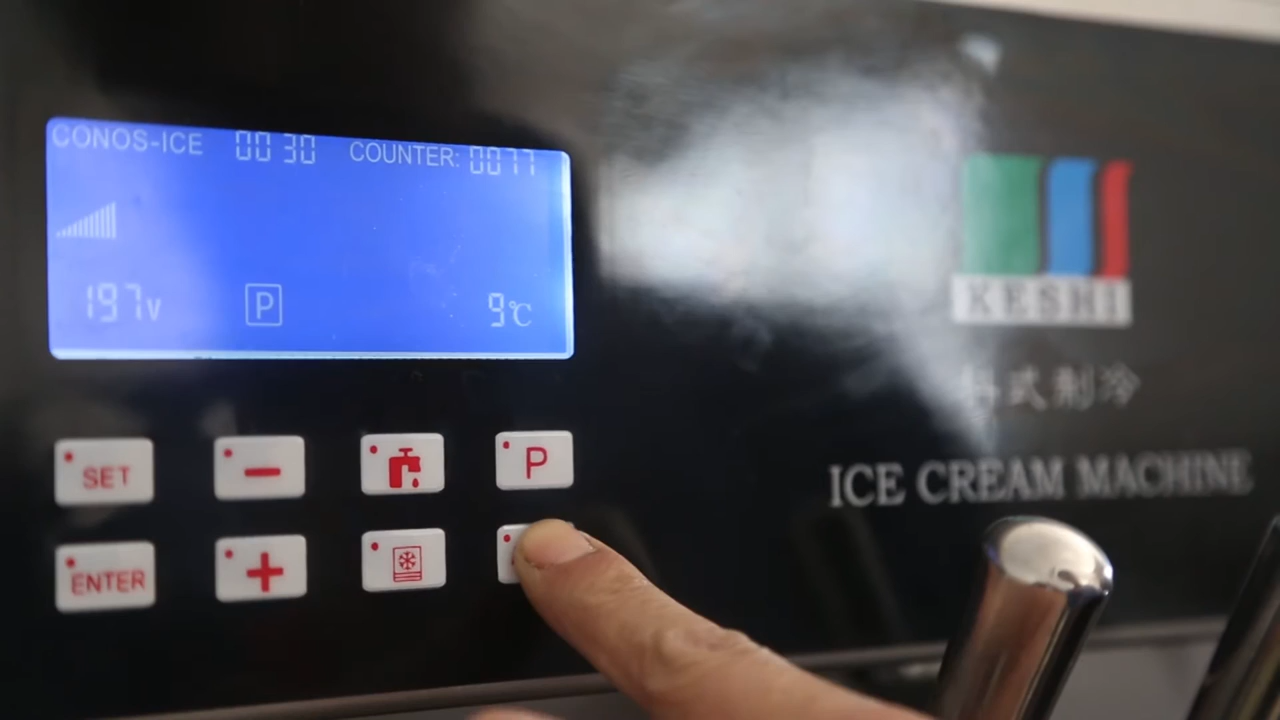 CONOS-ICE 00 30 COUNTER: 0077
197v P 9℃
SET − P
ENTER +
KESHI
科式制冷
ICE CREAM MACHINE